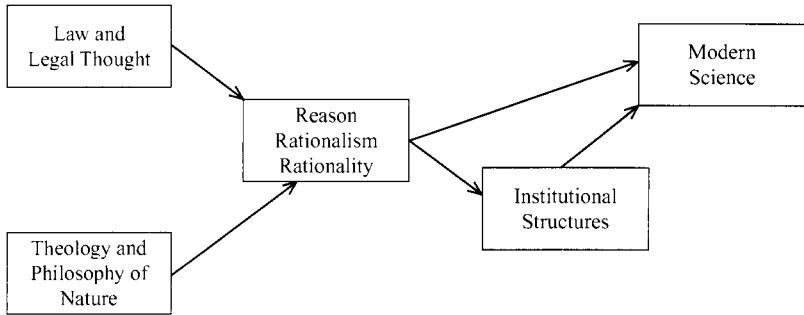 Law and
Legal Thought
Modern
Science
Reason
Rationalism
Rationality
Institutional
Structures
Theology and
Philosophy of
Nature